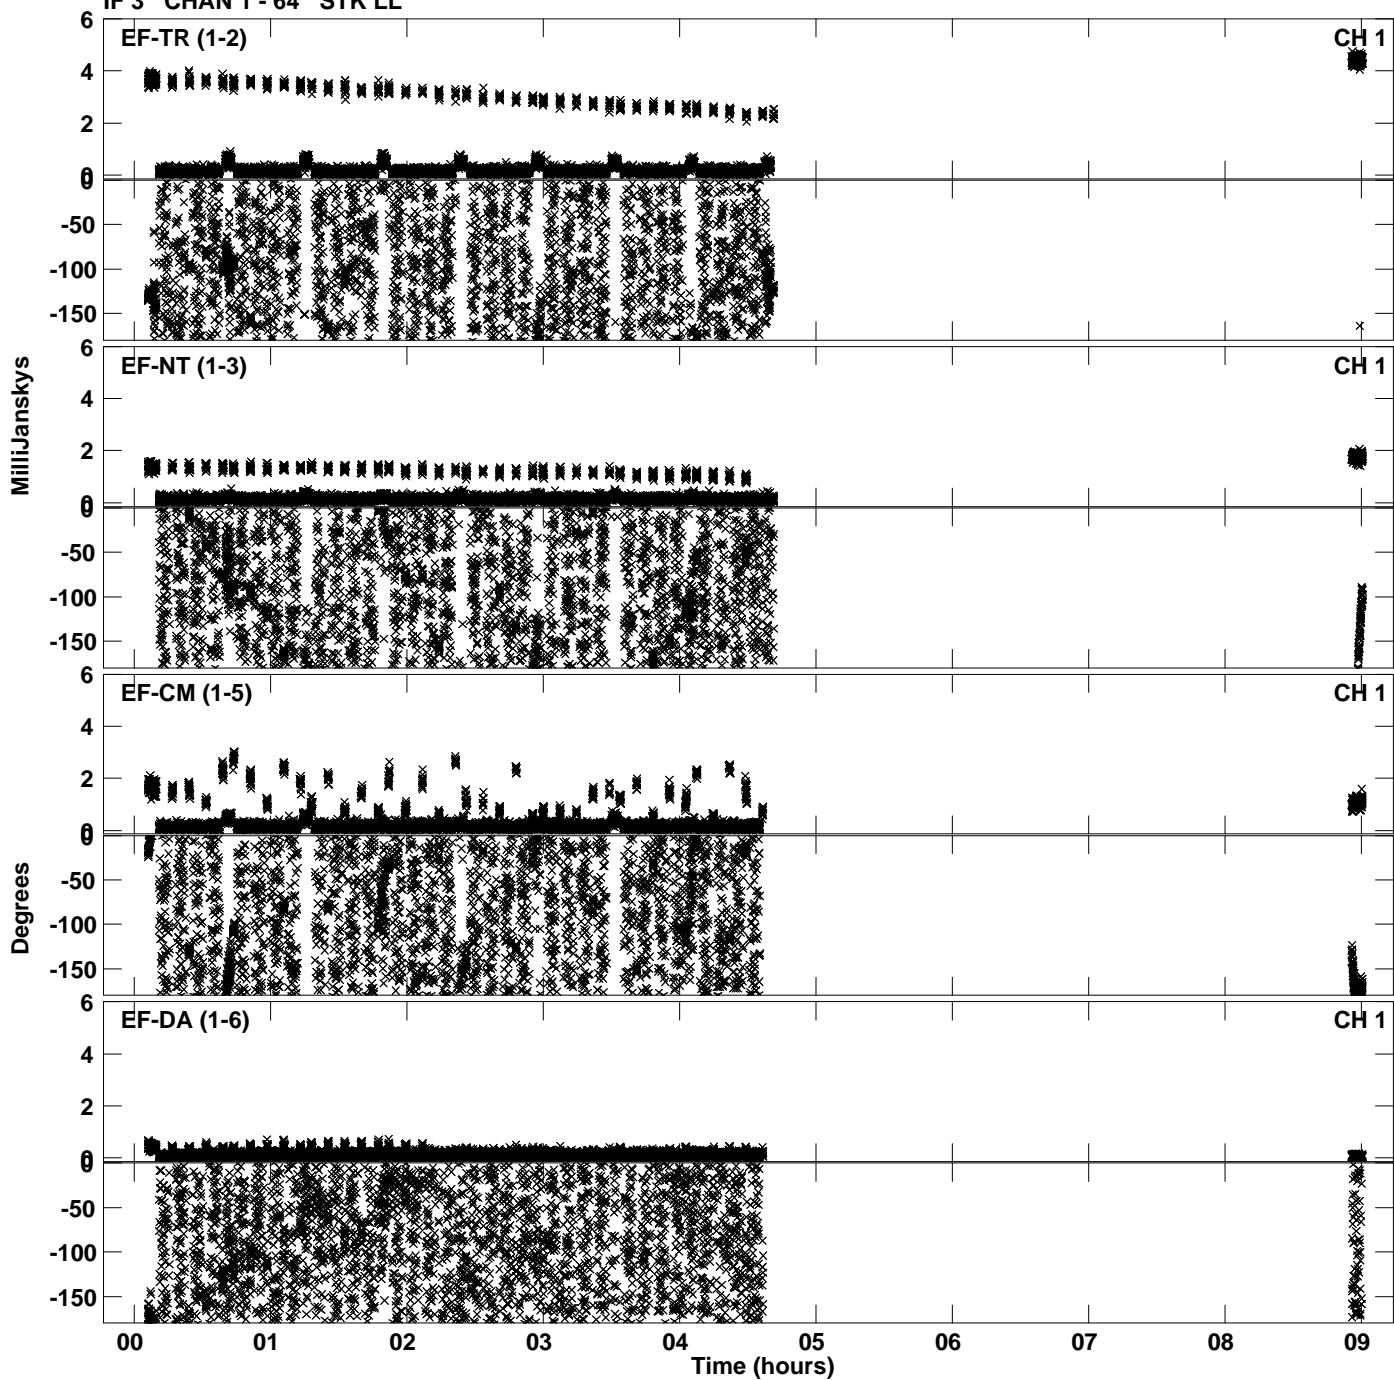 IF 3 CHAN 1 - 64 STK LL
6
EF-TR (1-2)
CH 1
4
2
0
0
-50
-100
-150
MilliJanskys
6
EF-NT (1-3)
CH 1
4
2
0
0
-50
-100
-150
6
EF-CM (1-5)
CH 1
4
2
0
0
-50
-100
-150
Degrees
6
EF-DA (1-6)
CH 1
4
2
0
0
-50
-100
-150
00 01 02 03 04 05 06 07 08 09
Time (hours)